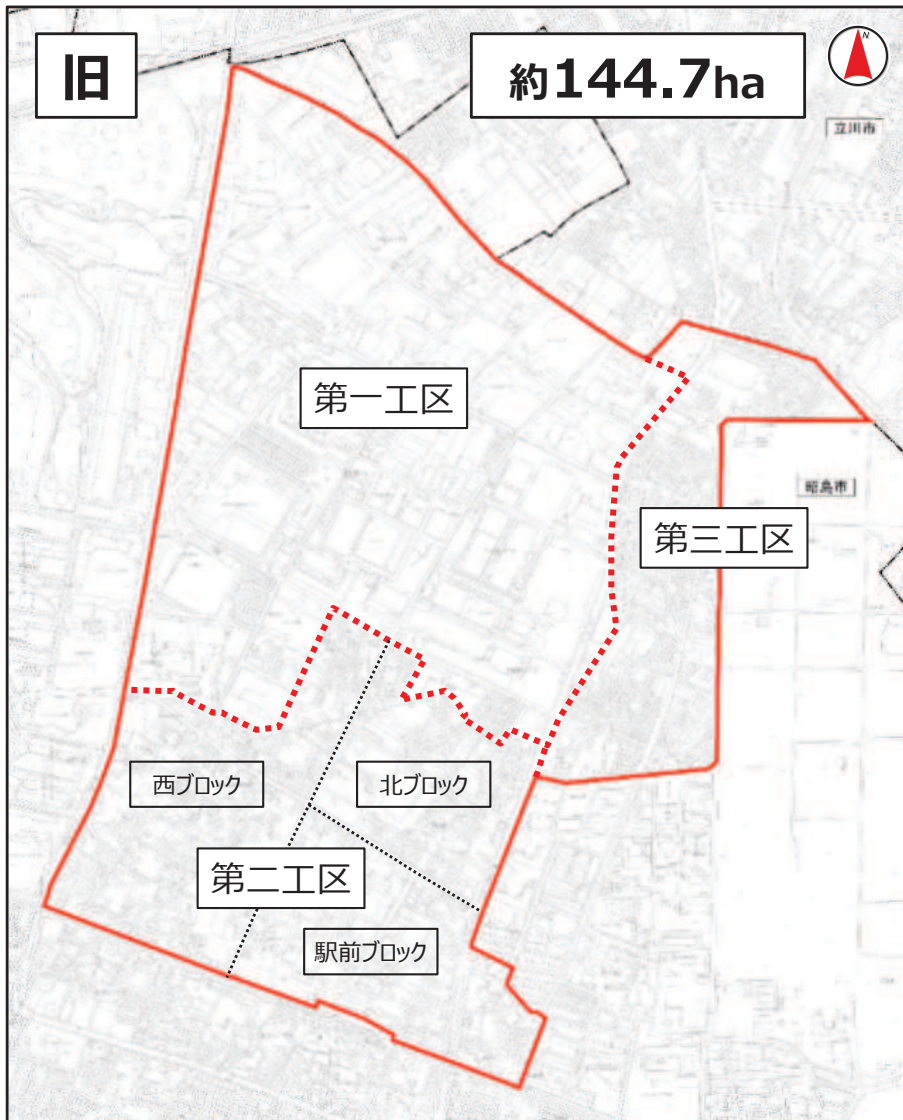 旧
約144.7ha
N
立川市
第一工区
昭島市
第三工区
西ブロック
北ブロック
第二工区
駅前ブロック